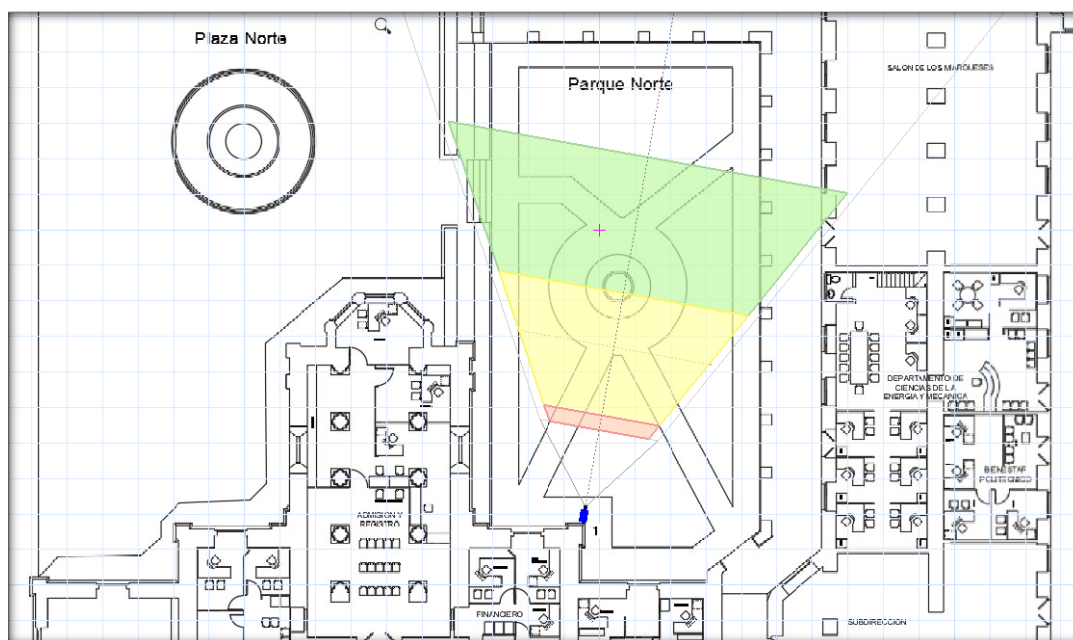 Plaza Norte
Parque Norte
SALON DE LOS MARQUESES
DEPARTAMENTO DE
CIENCIAS DE LA
ENERGIA Y MECANICA
BIENESTAR
POLITECNICO
ADMISION Y
REGISTRO
1
FINANCIERO
SUBDIRECCION